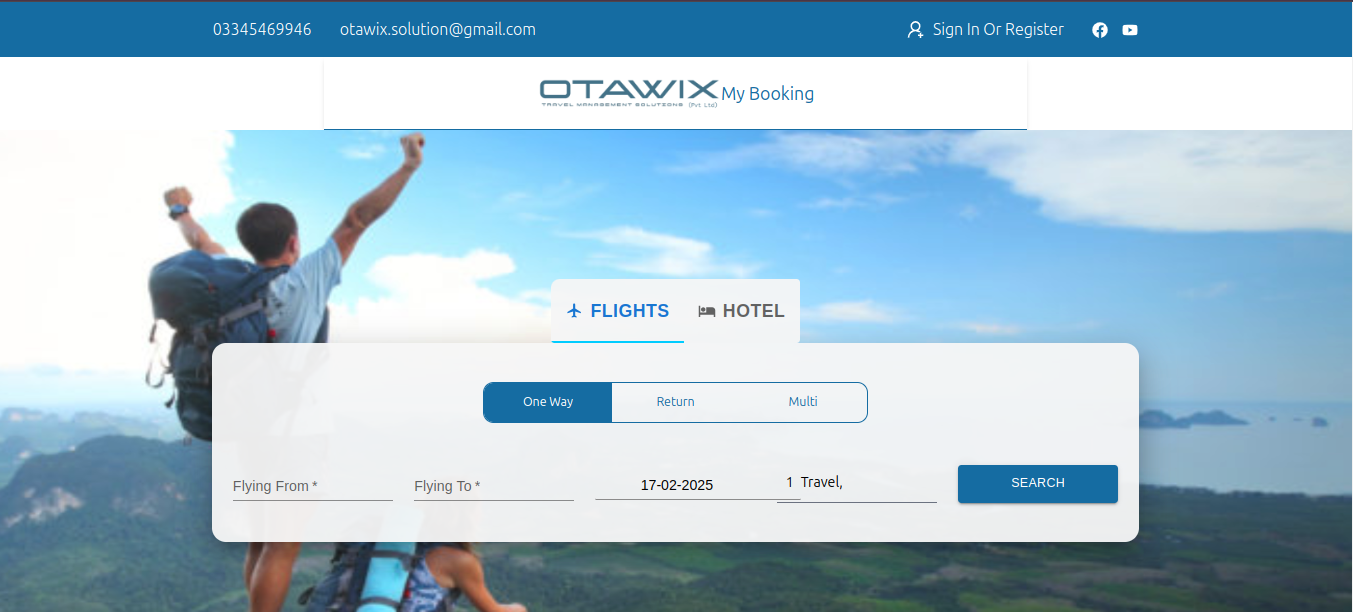 03345469946 otawix.solution@gmail.com Sign In Or Register
OTAWIX My Booking
TRAVEL MANAGEMENT SOLUTIONS (Pvt Ltd)
FLIGHTS HOTEL
One Way Return Multi
Flying From * Flying To * 17-02-2025 1 Travel, SEARCH